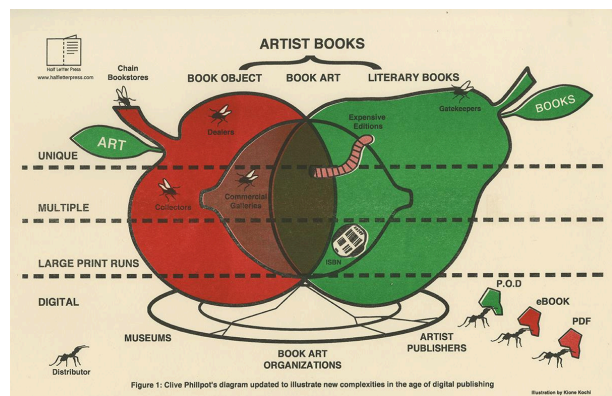 Half Letter Press
www.halfletterpress.com
Chain
Bookstores
ARTIST BOOKS
BOOK OBJECT
BOOK ART
LITERARY BOOKS
Gatekeepers
BOOKS
ART
Dealers
Expensive
Editions
UNIQUE
Collectors
Commercial
Galleries
MULTIPLE
ISBN
LARGE PRINT RUNS
DIGITAL
P.O.D
eBOOK
PDF
MUSEUMS
BOOK ART
ORGANIZATIONS
ARTIST
PUBLISHERS
Distributor
Figure 1: Clive Phillpot's diagram updated to illustrate new complexities in the age of digital publishing
Illustration by Kione Kochi